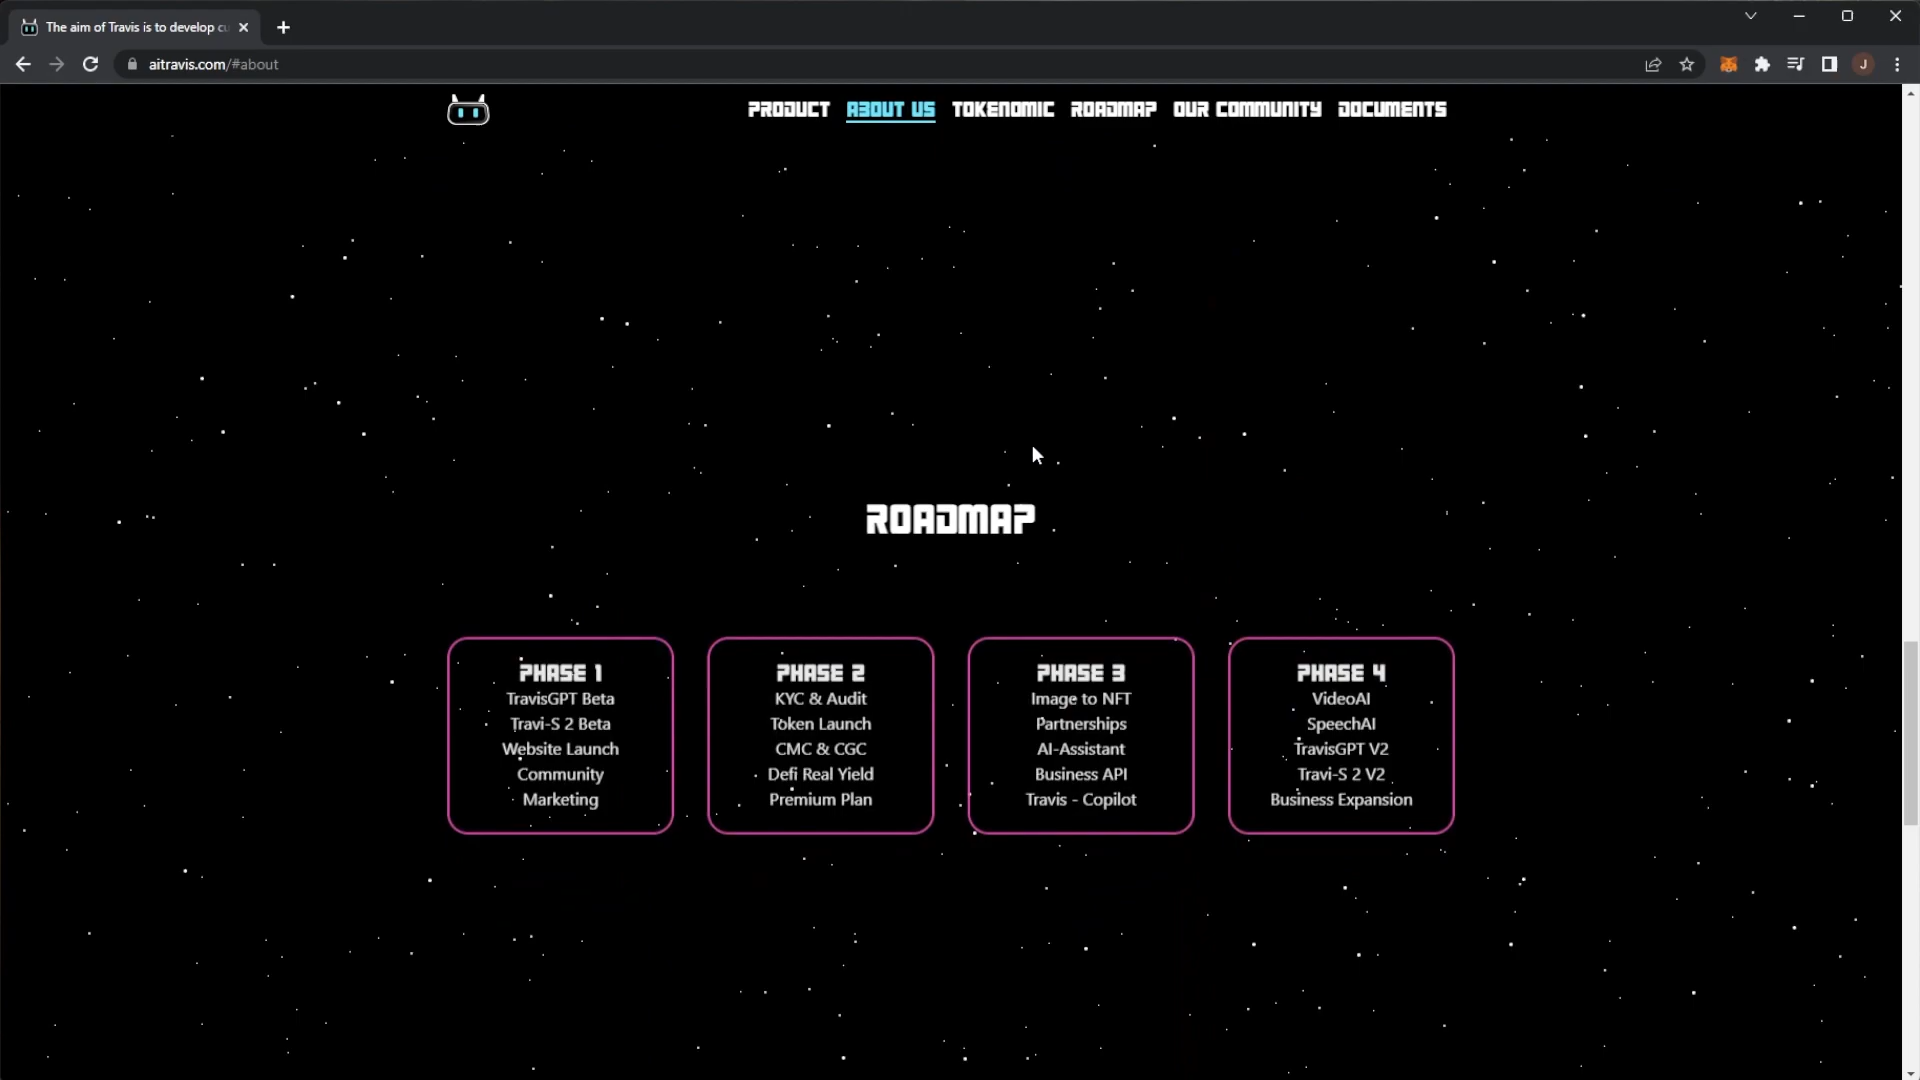 The aim of Travis is to develop cu
aitravis.com/#about
J
PRODUCT ABOUT US TOKENOMIC ROADMAP OUR COMMUNITY DOCUMENTS
ROADMAP
PHASE 1
TravisGPT Beta
Travi-S 2 Beta
Website Launch
Community
Marketing
PHASE 2
KYC & Audit
Token Launch
CMC & CGC
Defi Real Yield
Premium Plan
PHASE 3
Image to NFT
Partnerships
AI-Assistant
Business API
Travis - Copilot
PHASE 4
VideoAI
SpeechAI
TravisGPT V2
Travi-S 2 V2
Business Expansion